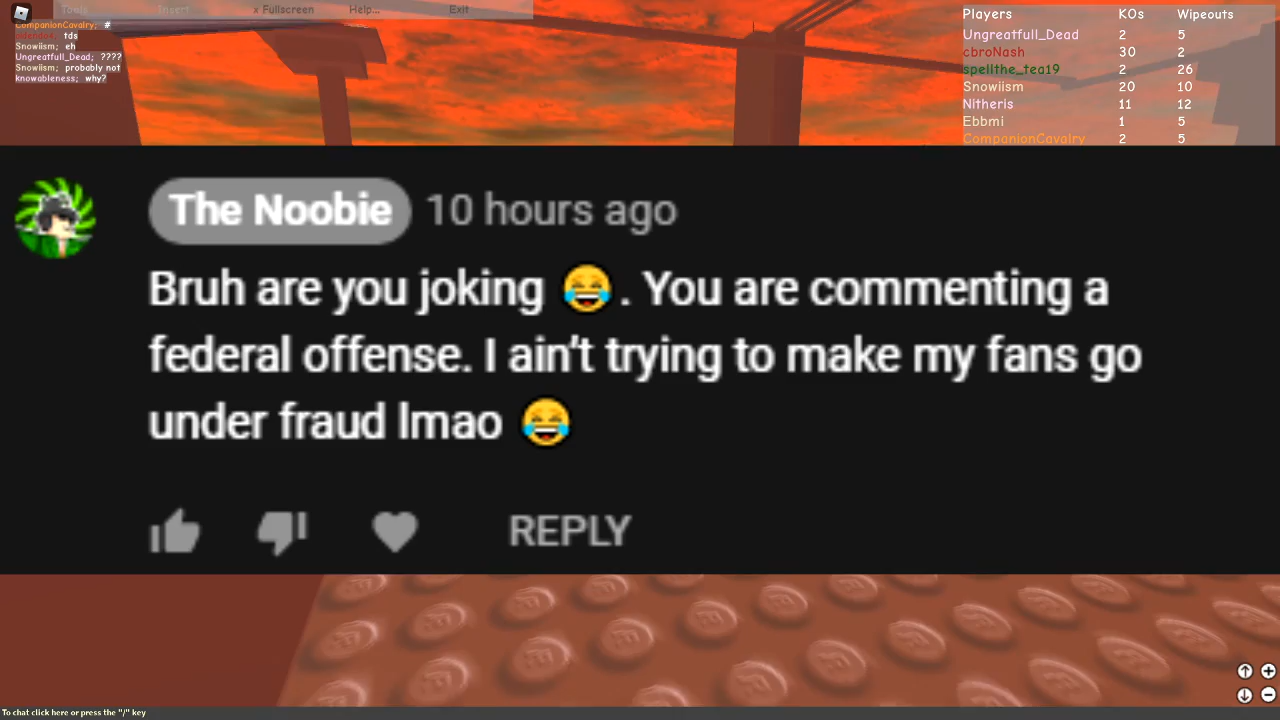 Tools Insert x Fullscreen Help... Exit
CompanionCavalry; #
tds
Snowiism; eh
Ungreatfull_Dead; ????
Snowiism; probably not
knowableness; why?
Players KOs Wipeouts
Ungreatfull_Dead 2 5
cbroNash 30 2
spellthe_tea19 2 26
Snowiism 20 10
Nitheris 11 12
Ebbmi 1 5
CompanionCavalry 2 5
The Noobie 10 hours ago
Bruh are you joking 😂. You are commenting a
federal offense. I ain't trying to make my fans go
under fraud lmao 😂
REPLY
To chat click here or press the "/" key